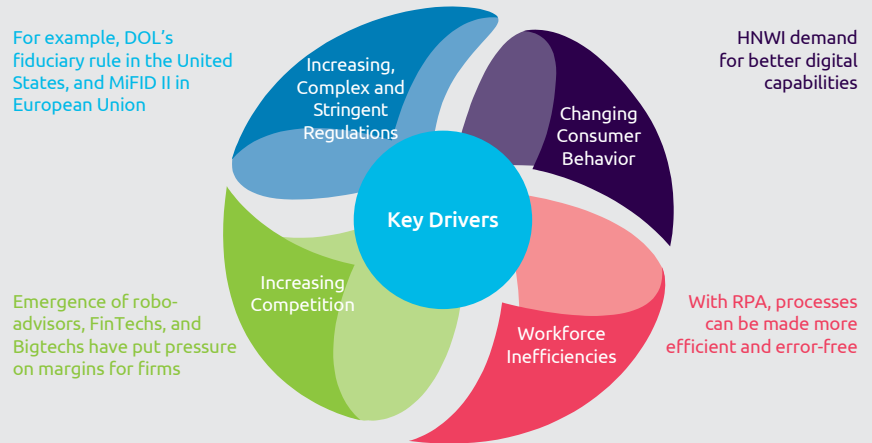 For example, DOL's
fiduciary rule in the United
States, and MiFID II in
European Union
Increasing,
Complex and
Stringent
Regulations
HNWI demand
for better digital
capabilities
Changing
Consumer
Behavior
Key Drivers
Emergence of robo-
advisors, FinTechs, and
Bigtechs have put pressure
on margins for firms
Increasing
Competition
Workforce
Inefficiencies
With RPA, processes
can be made more
efficient and error-free